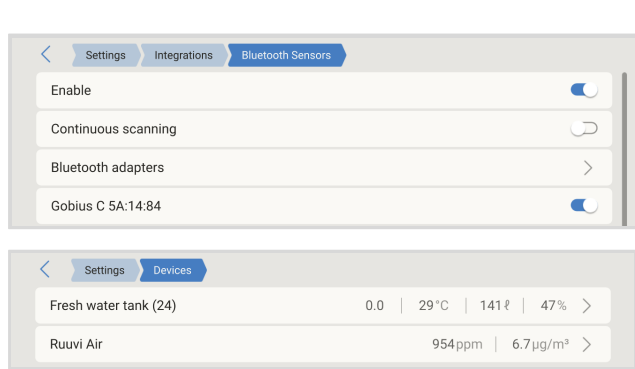 Settings Integrations Bluetooth Sensors
Enable
Continuous scanning
Bluetooth adapters
Gobius C 5A:14:84
Settings Devices
Fresh water tank (24) 0.0 29°C 141ℓ 47%
Ruuvi Air 954ppm 6.7µg/m³